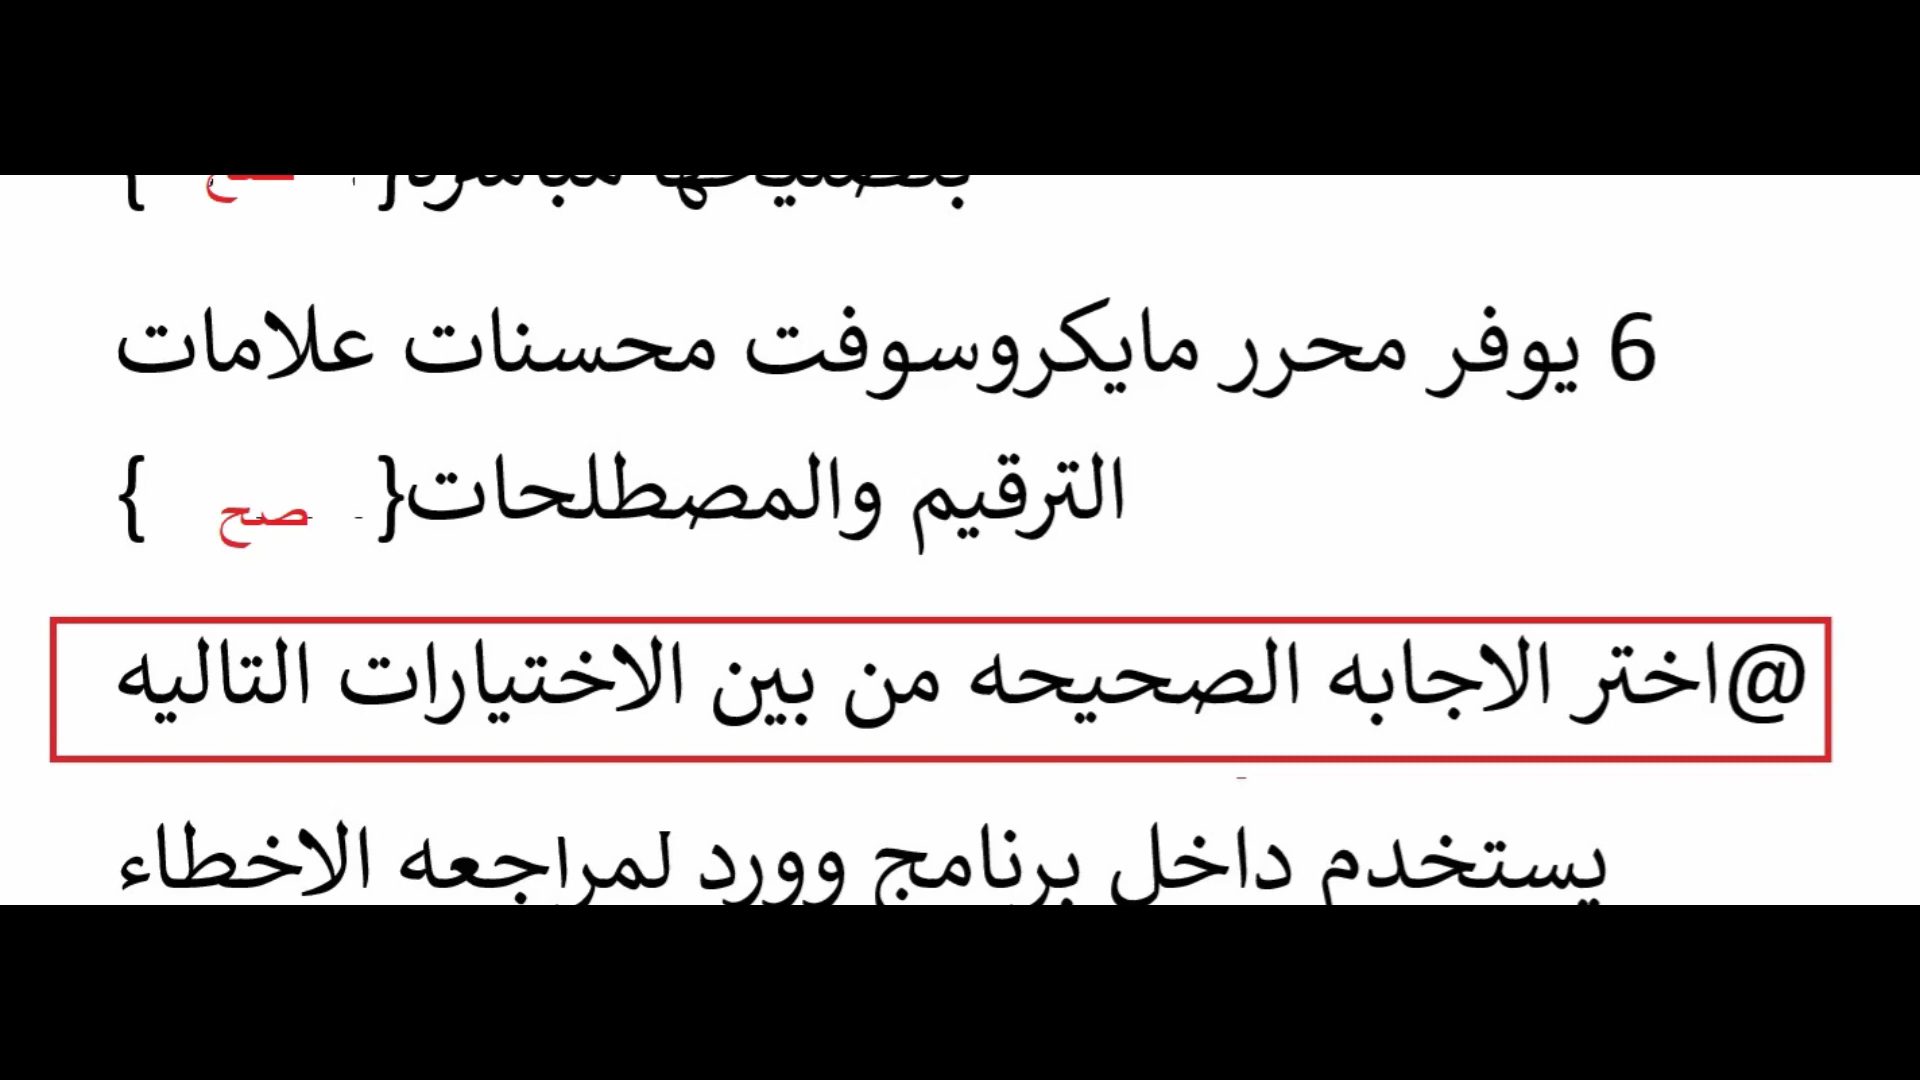 6 يوفر محرر مايكروسوفت محسنات علامات
الترقيم والمصطلحات{ صح }
@اختر الاجابه الصحيحه من بين الاختيارات التاليه
يستخدم داخل برنامج وورد لمراجعه الاخطاء